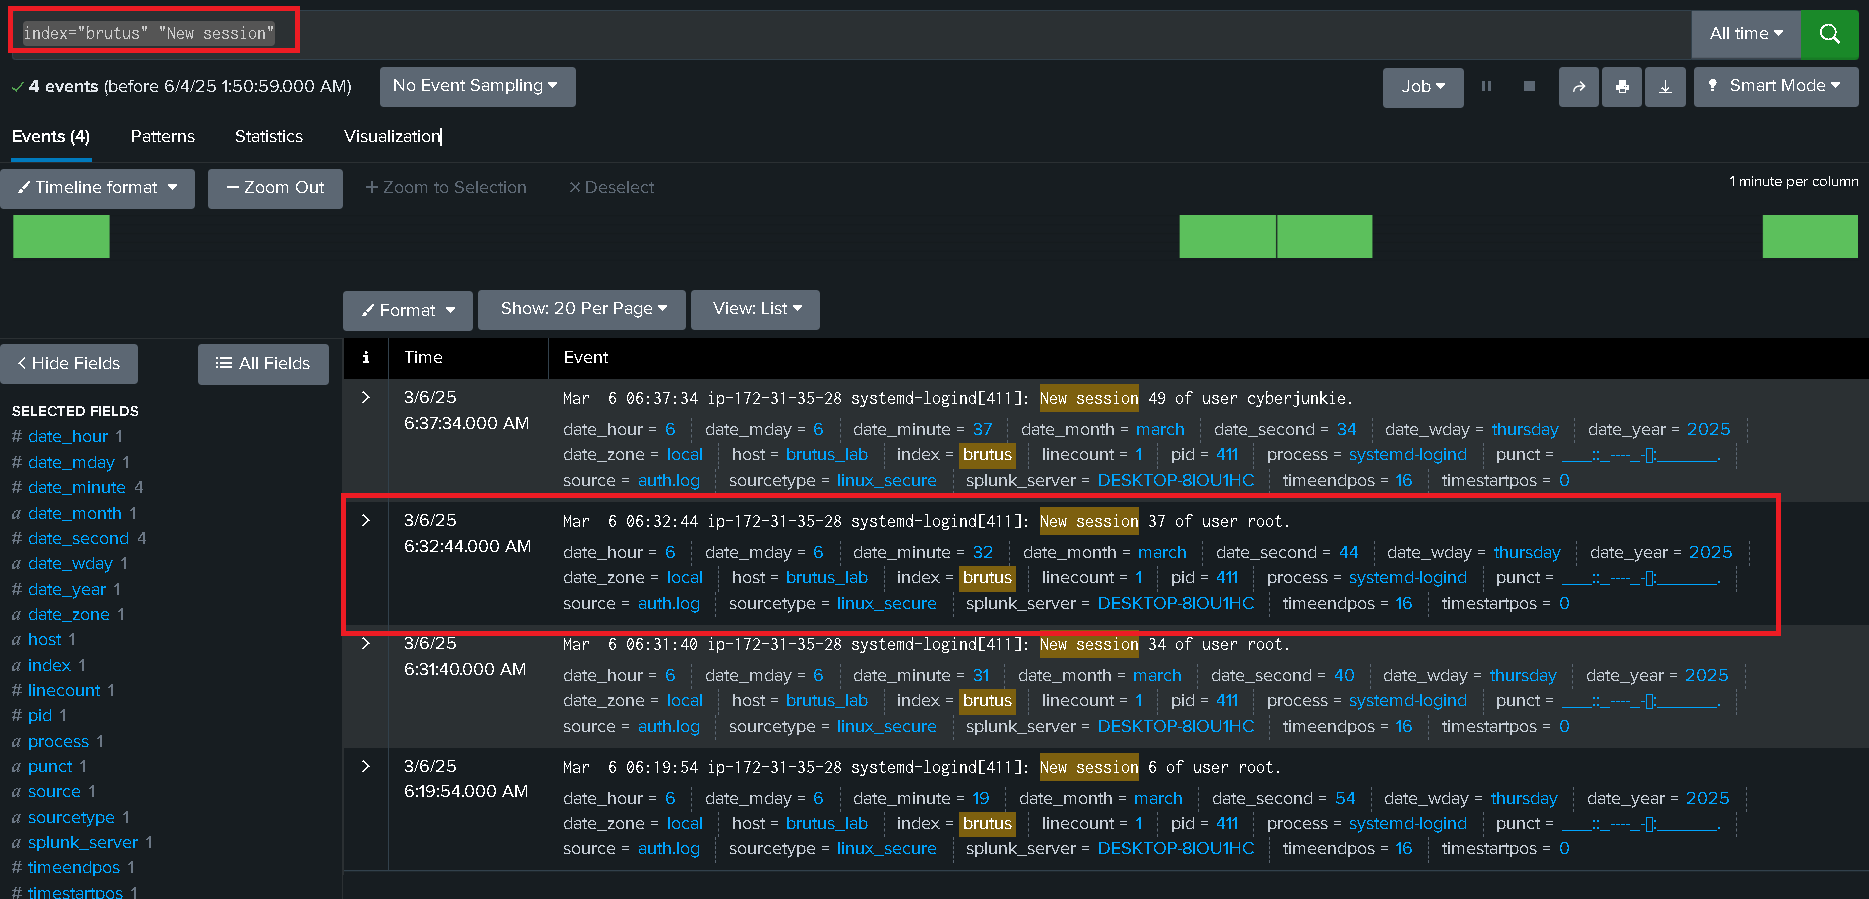 index="brutus" "New session"
All time
4 events (before 6/4/25 1:50:59.000 AM)
No Event Sampling
Job
Smart Mode
Events (4)
Patterns
Statistics
Visualization
Timeline format
— Zoom Out
+ Zoom to Selection
× Deselect
1 minute per column
Format
Show: 20 Per Page
View: List
< Hide Fields
All Fields
i
Time
Event
SELECTED FIELDS
# date_hour 1
# date_mday 1
# date_minute 4
a date_month 1
# date_second 4
a date_wday 1
# date_year 1
a date_zone 1
a host 1
a index 1
# linecount 1
# pid 1
a process 1
a punct 1
a source 1
a sourcetype 1
a splunk_server 1
# timeendpos 1
# timestartpos 1
3/6/25
6:37:34.000 AM
Mar  6 06:37:34 ip-172-31-35-28 systemd-logind[411]: New session 49 of user cyberjunkie.
date_hour = 6 date_mday = 6 date_minute = 37 date_month = march date_second = 34 date_wday = thursday date_year = 2025
date_zone = local host = brutus_lab index = brutus linecount = 1 pid = 411 process = systemd-logind punct = ___::_----_-[]:_______.
source = auth.log sourcetype = linux_secure splunk_server = DESKTOP-8IOU1HC timeendpos = 16 timestartpos = 0
3/6/25
6:32:44.000 AM
Mar  6 06:32:44 ip-172-31-35-28 systemd-logind[411]: New session 37 of user root.
date_hour = 6 date_mday = 6 date_minute = 32 date_month = march date_second = 44 date_wday = thursday date_year = 2025
date_zone = local host = brutus_lab index = brutus linecount = 1 pid = 411 process = systemd-logind punct = ___::_----_-[]:_______.
source = auth.log sourcetype = linux_secure splunk_server = DESKTOP-8IOU1HC timeendpos = 16 timestartpos = 0
3/6/25
6:31:40.000 AM
Mar  6 06:31:40 ip-172-31-35-28 systemd-logind[411]: New session 34 of user root.
date_hour = 6 date_mday = 6 date_minute = 31 date_month = march date_second = 40 date_wday = thursday date_year = 2025
date_zone = local host = brutus_lab index = brutus linecount = 1 pid = 411 process = systemd-logind punct = ___::_----_-[]:_______.
source = auth.log sourcetype = linux_secure splunk_server = DESKTOP-8IOU1HC timeendpos = 16 timestartpos = 0
3/6/25
6:19:54.000 AM
Mar  6 06:19:54 ip-172-31-35-28 systemd-logind[411]: New session 6 of user root.
date_hour = 6 date_mday = 6 date_minute = 19 date_month = march date_second = 54 date_wday = thursday date_year = 2025
date_zone = local host = brutus_lab index = brutus linecount = 1 pid = 411 process = systemd-logind punct = ___::_----_-[]:_______.
source = auth.log sourcetype = linux_secure splunk_server = DESKTOP-8IOU1HC timeendpos = 16 timestartpos = 0